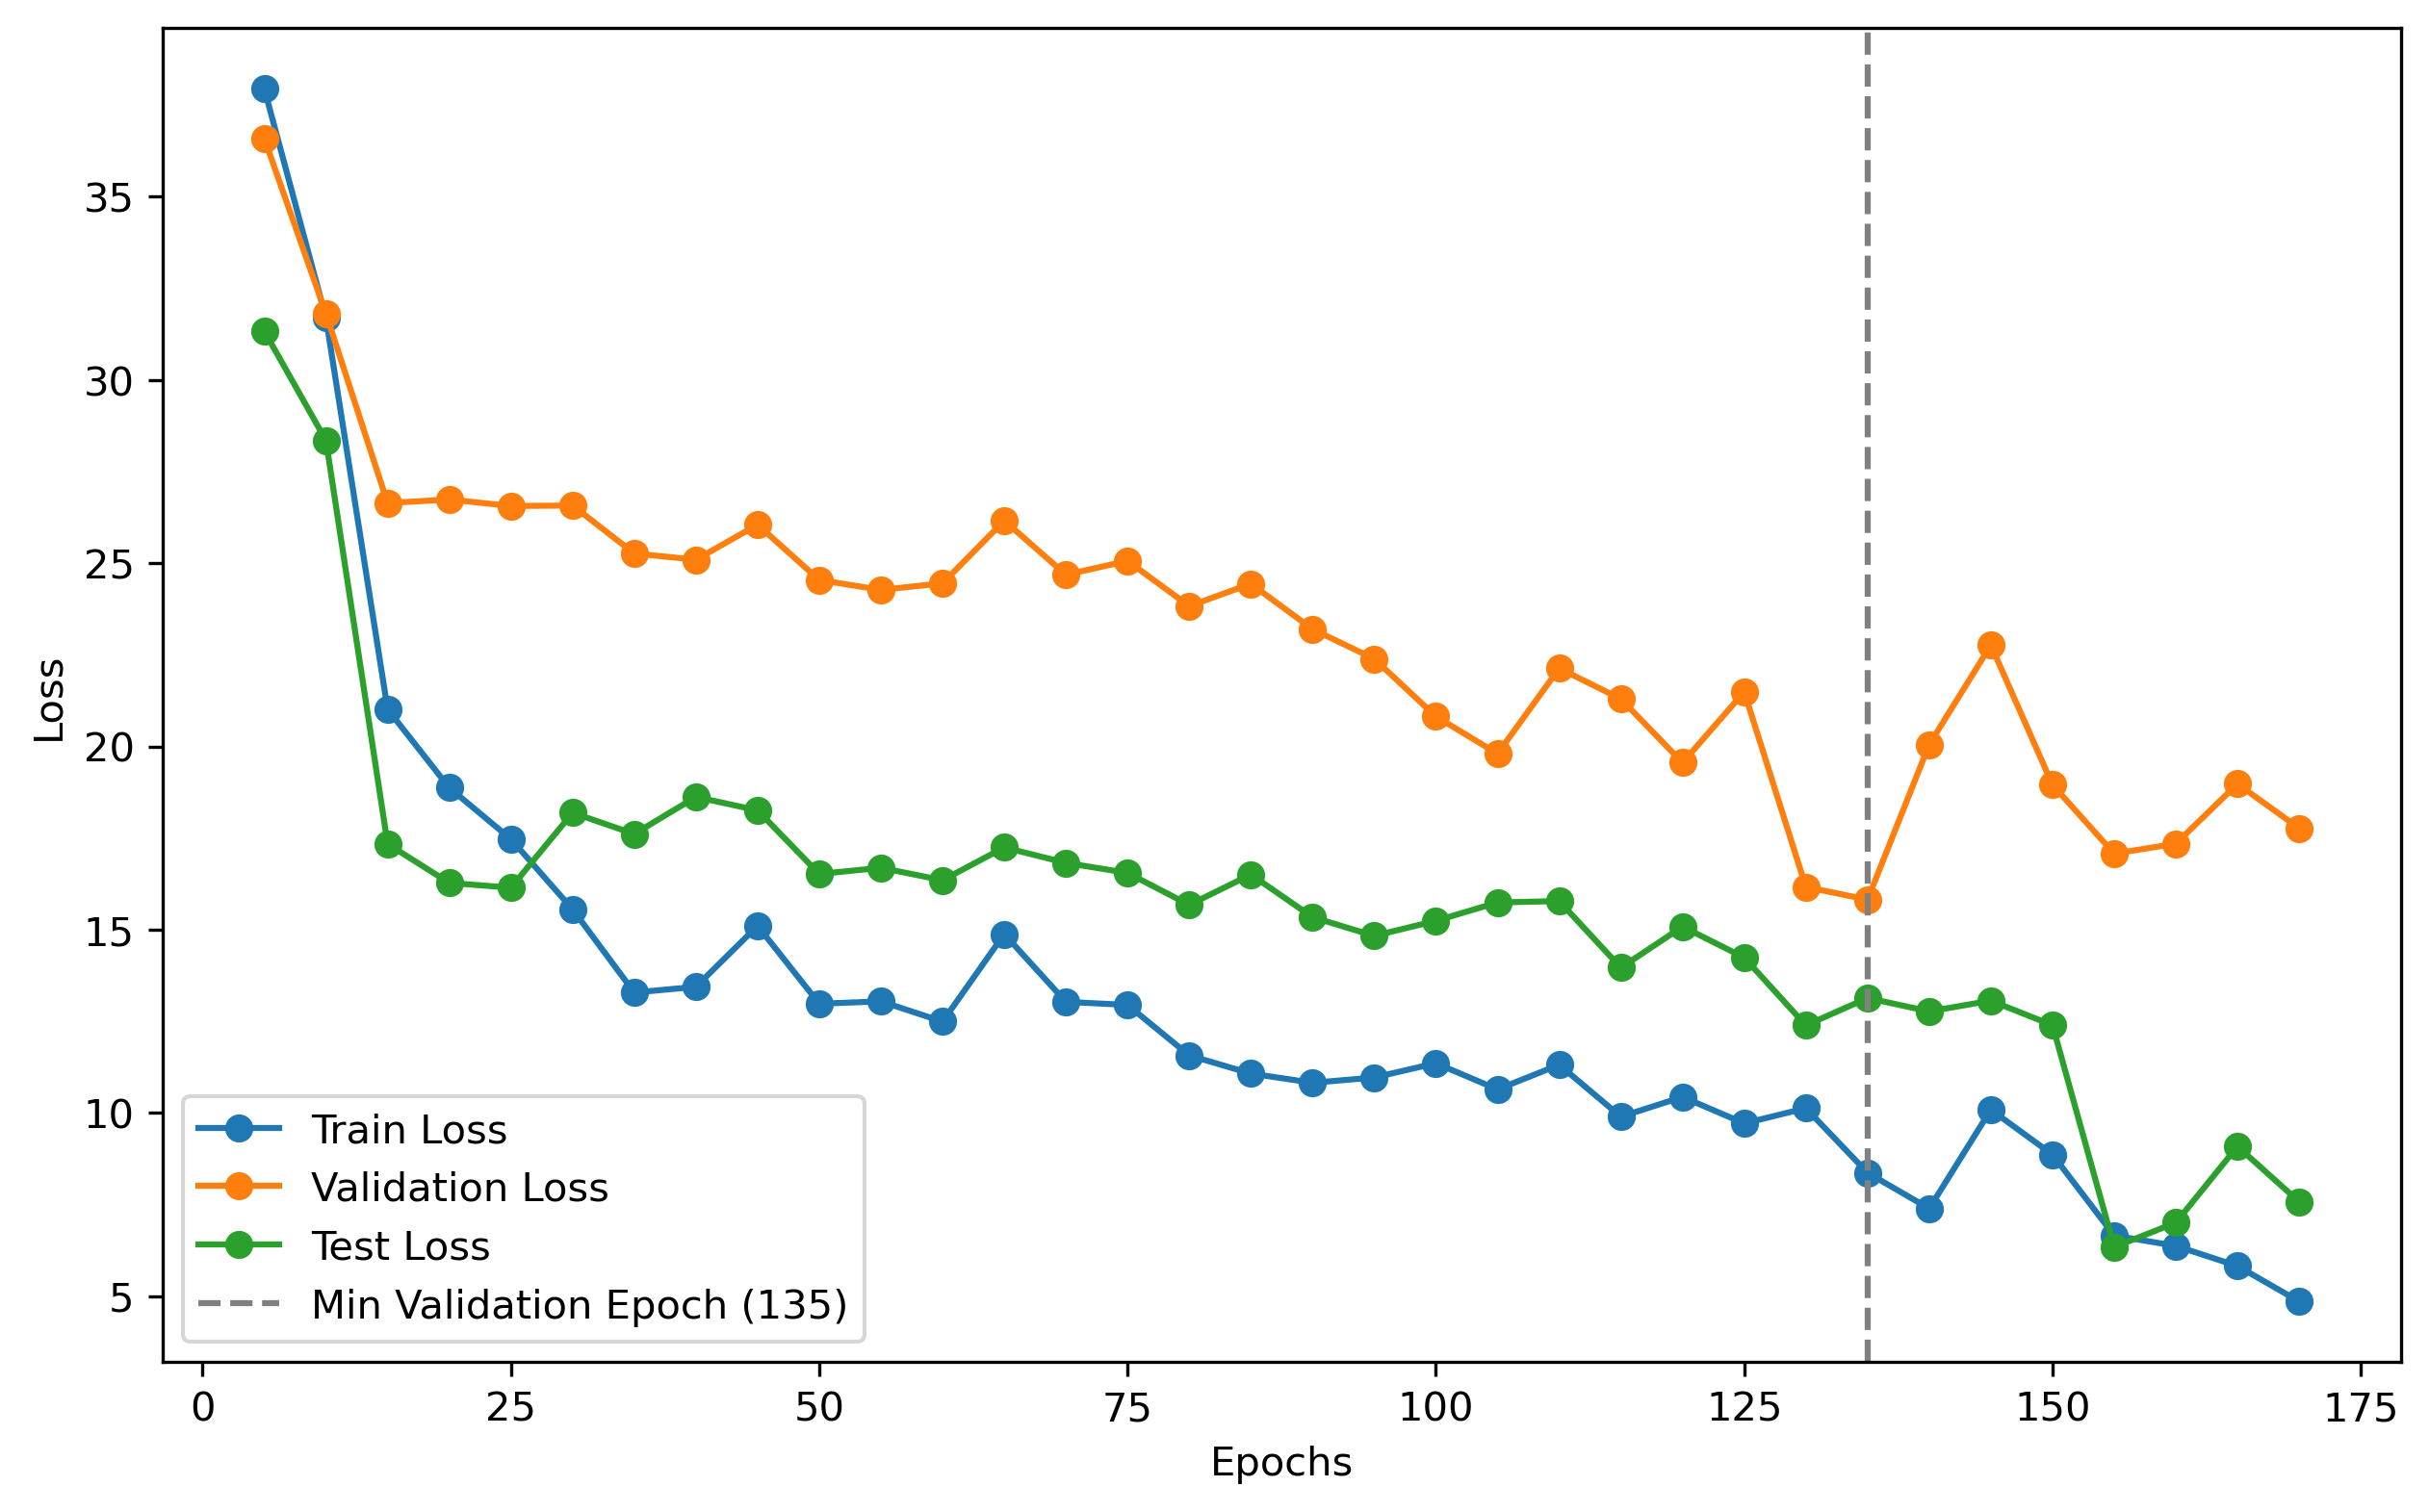 35
30
25
20
15
10
5
Loss
Train Loss
Validation Loss
Test Loss
Min Validation Epoch (135)
0 25 50 75 100 125 150 175
Epochs